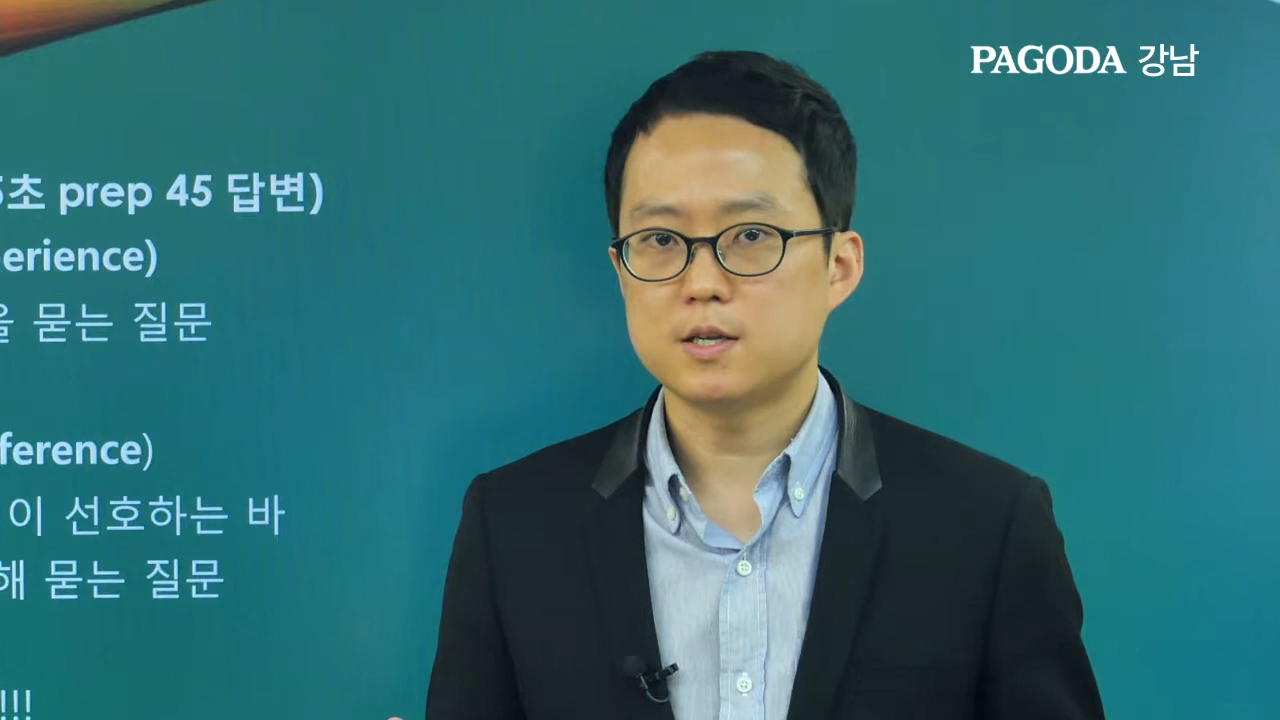 PAGODA 강남
초 prep 45 답변)
erience)
묻는 질문
ference)
이 선호하는 바
해 묻는 질문
!!!